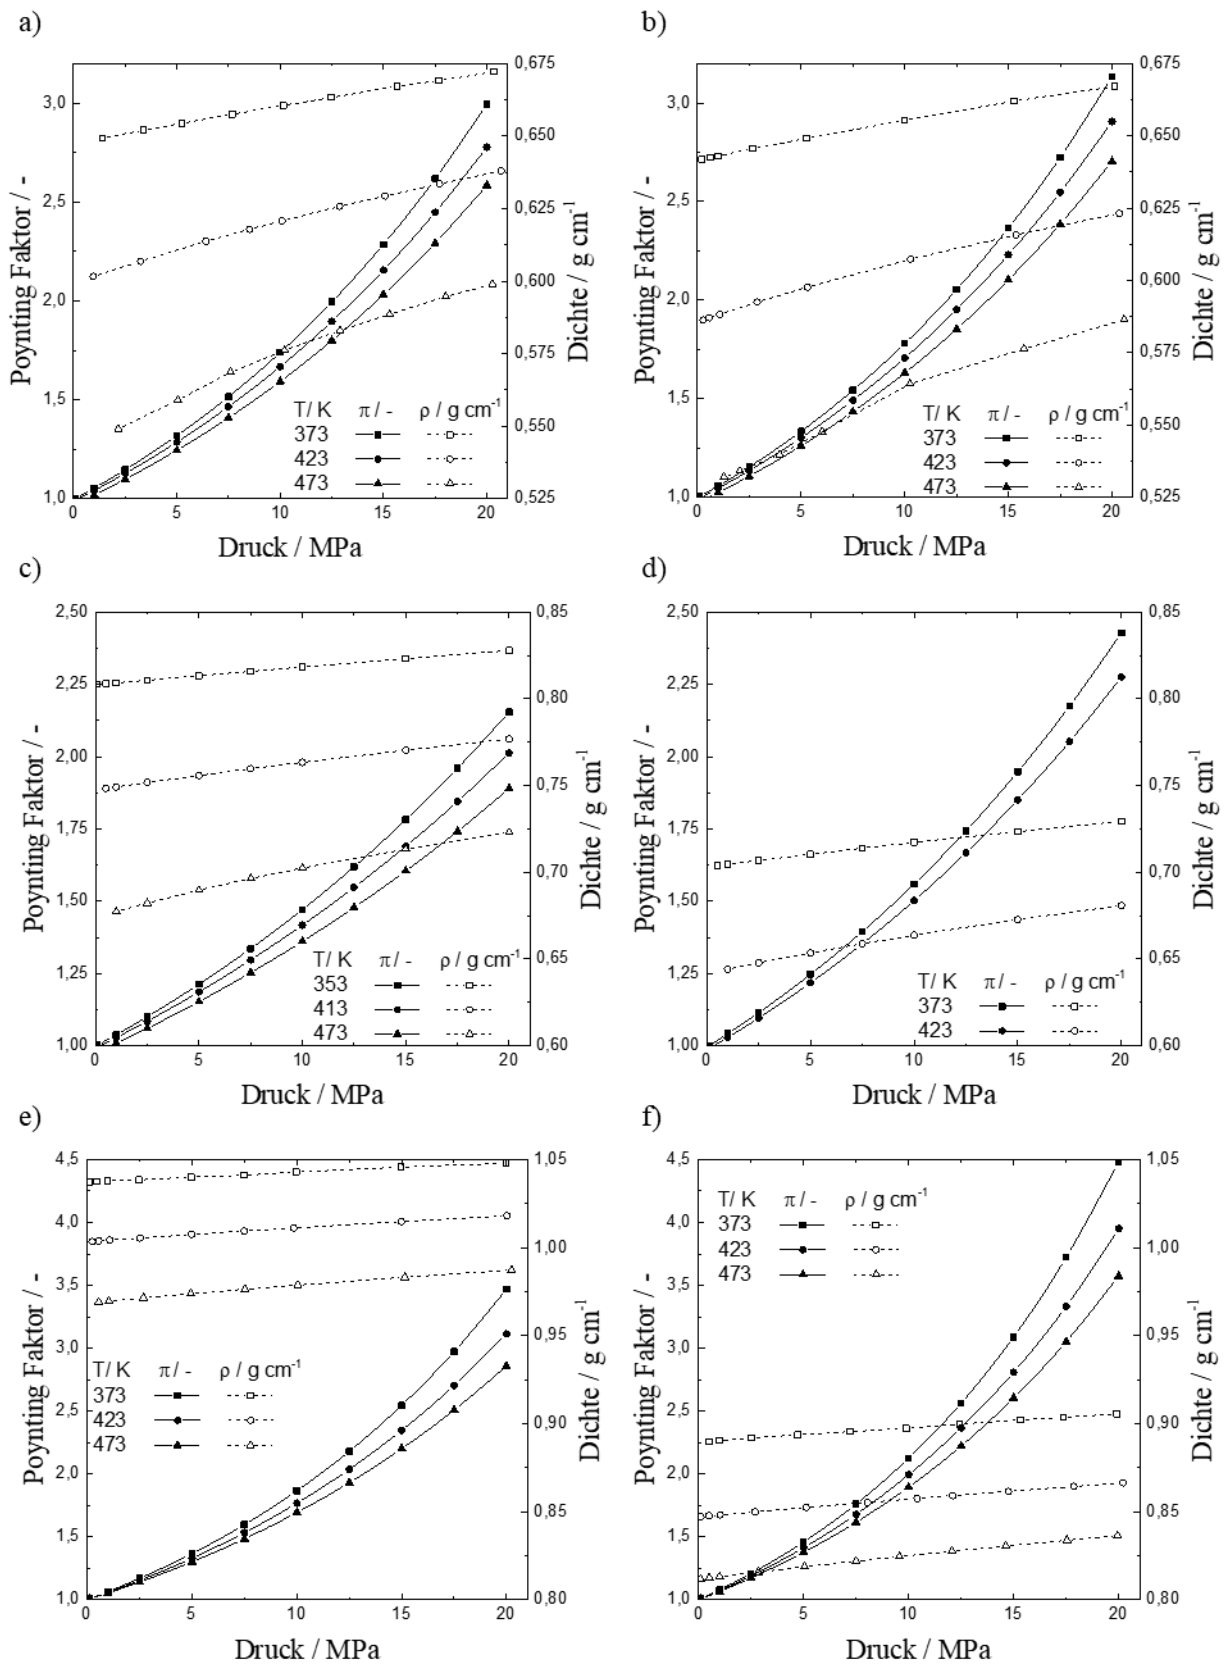 a)
3,0
2,5
2,0
1,5
1,0
0,675
0,650
0,625
0,600
0,575
0,550
0,525
0 5 10 15 20
Poynting Faktor / -
Dichte / g cm-1
Druck / MPa
T/ K π / - ρ / g cm-1
373
423
473
b)
3,0
2,5
2,0
1,5
1,0
0,675
0,650
0,625
0,600
0,575
0,550
0,525
0 5 10 15 20
Poynting Faktor / -
Dichte / g cm-1
Druck / MPa
T/ K π / - ρ / g cm-1
373
423
473
c)
2,50
2,25
2,00
1,75
1,50
1,25
1,00
0,85
0,80
0,75
0,70
0,65
0,60
0 5 10 15 20
Poynting Faktor / -
Dichte / g cm-1
Druck / MPa
T/ K π / - ρ / g cm-1
353
413
473
d)
2,50
2,25
2,00
1,75
1,50
1,25
1,00
0,85
0,80
0,75
0,70
0,65
0,60
0 5 10 15 20
Poynting Faktor / -
Dichte / g cm-1
Druck / MPa
T/ K π / - ρ / g cm-1
373
423
e)
4,5
4,0
3,5
3,0
2,5
2,0
1,5
1,0
1,05
1,00
0,95
0,90
0,85
0,80
0 5 10 15 20
Poynting Faktor / -
Dichte / g cm-1
Druck / MPa
T/ K π / - ρ / g cm-1
373
423
473
f)
4,5
4,0
3,5
3,0
2,5
2,0
1,5
1,0
1,05
1,00
0,95
0,90
0,85
0,80
0 5 10 15 20
Poynting Faktor / -
Dichte / g cm-1
Druck / MPa
T/ K π / - ρ / g cm-1
373
423
473